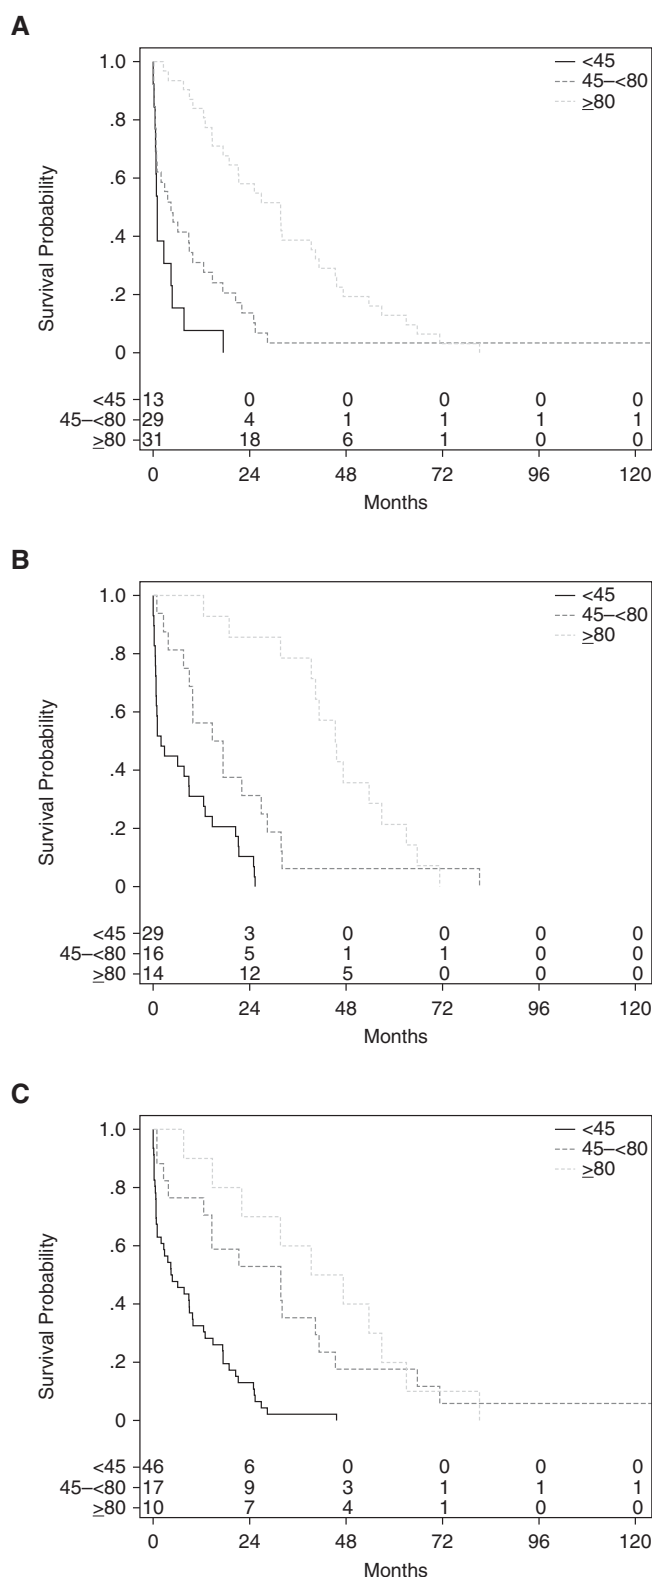 A
1.0
.8
.6
.4
.2
0
Survival Probability
<45
45–<80
≥80
<45 13 0 0 0 0 0
45–<80 29 4 1 1 1 1
≥80 31 18 6 1 0 0
0 24 48 72 96 120
Months
B
1.0
.8
.6
.4
.2
0
Survival Probability
<45
45–<80
≥80
<45 29 3 0 0 0 0
45–<80 16 5 1 1 0 0
≥80 14 12 5 0 0 0
0 24 48 72 96 120
Months
C
1.0
.8
.6
.4
.2
0
Survival Probability
<45
45–<80
≥80
<45 46 6 0 0 0 0
45–<80 17 9 3 1 1 1
≥80 10 7 4 1 0 0
0 24 48 72 96 120
Months